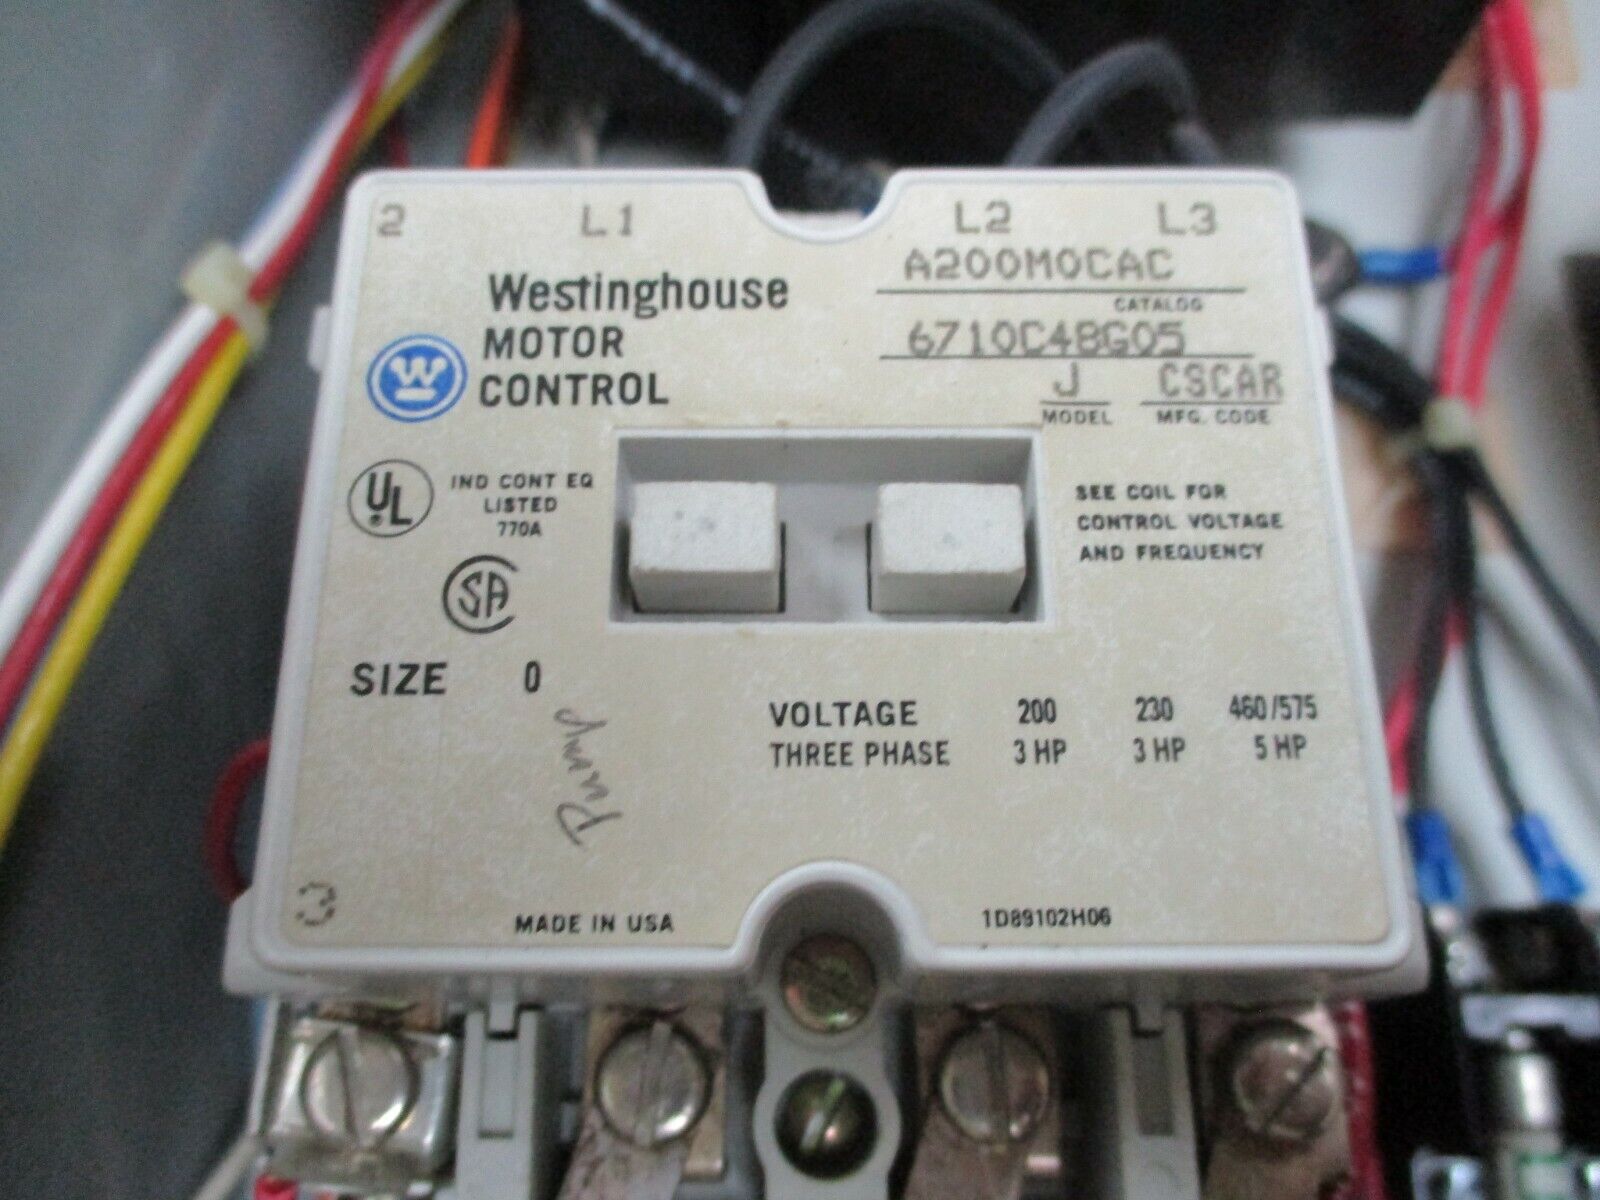 2 L1 L2 L3
A200M0CAC
CATALOG
Westinghouse
MOTOR
CONTROL
W
6710C48G05
J CSCAR
MODEL MFG. CODE
UL
IND CONT EQ
LISTED
770A
SA
SEE COIL FOR
CONTROL VOLTAGE
AND FREQUENCY
SIZE 0
Pump
VOLTAGE 200 230 460/575
THREE PHASE 3 HP 3 HP 5 HP
3
MADE IN USA
1D89102H06